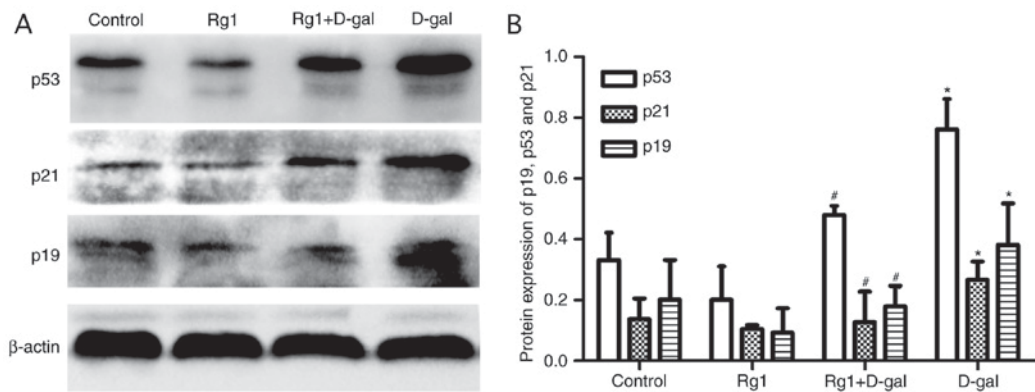 A
Control Rg1 Rg1+D-gal D-gal
p53
p21
p19
β-actin
B
Protein expression of p19, p53 and p21
1.0
0.8
0.6
0.4
0.2
0.0
p53
p21
p19
#
#
#
*
*
*
Control Rg1 Rg1+D-gal D-gal